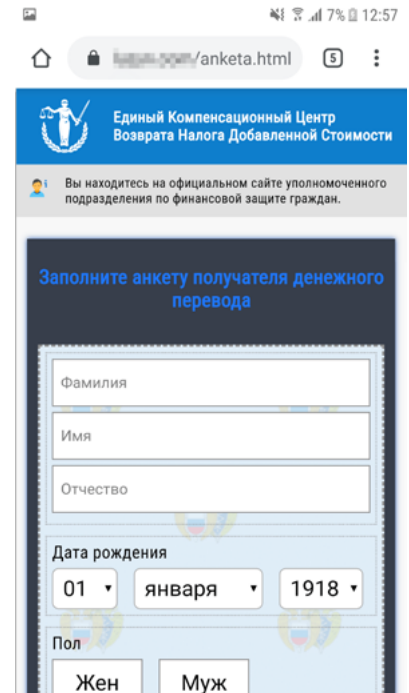 7% 12:57
/anketa.html 5
Единый Компенсационный Центр
Возврата Налога Добавленной Стоимости
Вы находитесь на официальном сайте уполномоченного
подразделения по финансовой защите граждан.
Заполните анкету получателя денежного
перевода
Фамилия
Имя
Отчество
Дата рождения
01 января 1918
Пол
Жен Муж